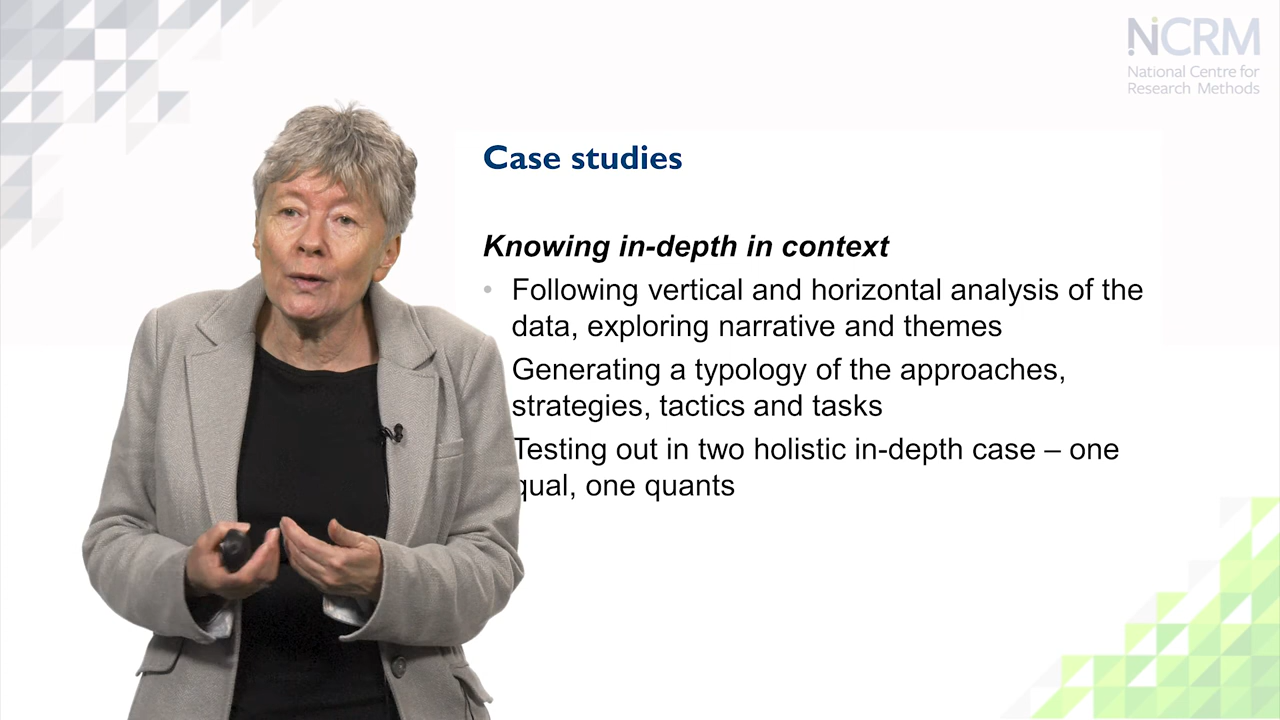 NCRM
National Centre for
Research Methods
Case studies
Knowing in-depth in context
• Following vertical and horizontal analysis of the
data, exploring narrative and themes
Generating a typology of the approaches,
strategies, tactics and tasks
Testing out in two holistic in-depth case – one
qual, one quants